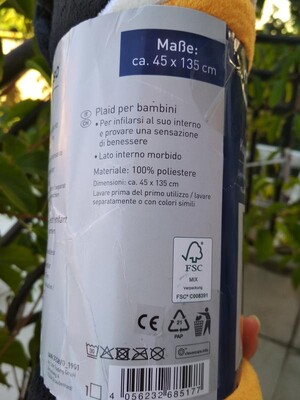 Maße:
ca. 45 x 135 cm
Plaid per bambini
• Per infilarsi al suo interno
e provare una sensazione
di benessere
• Lato interno morbido
Materiale: 100% poliestere
Dimensioni: ca. 45 x 135 cm
Lavare prima del primo utilizzo / lavare
separatamente o con colori simili
FSC
MIX
Verpackung
CE
21
PAP
4 056232 685177